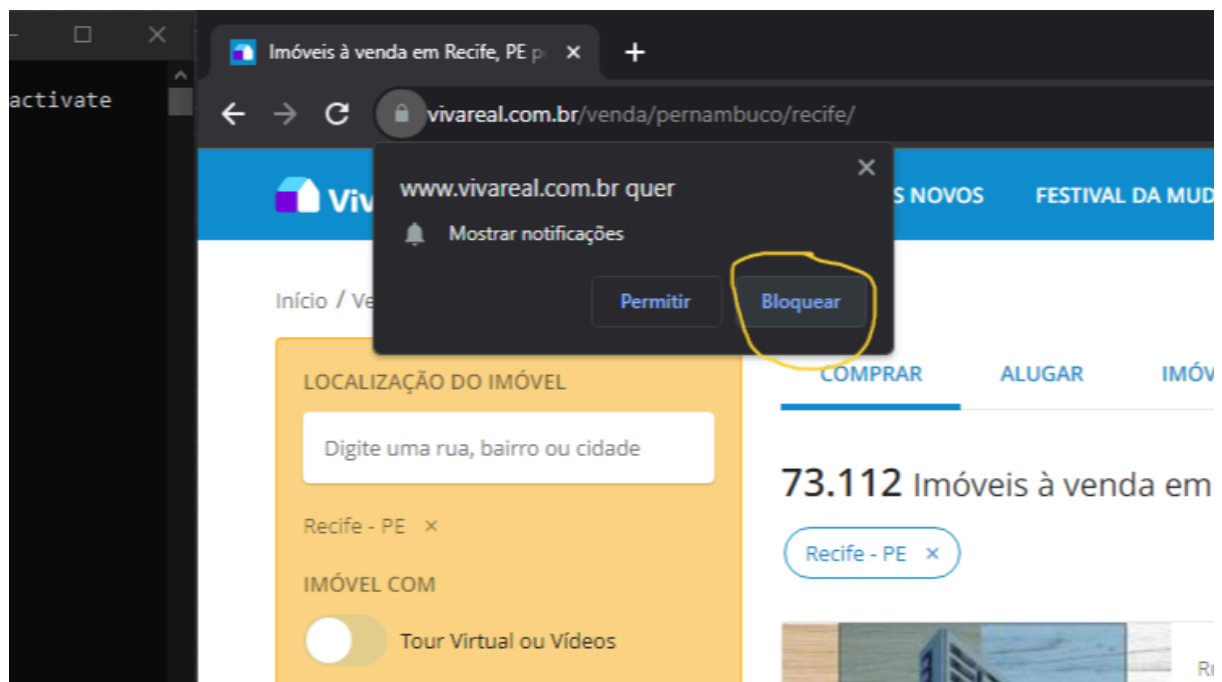 activate
Imóveis à venda em Recife, PE p
vivareal.com.br/venda/pernambuco/recife/
www.vivareal.com.br quer
Mostrar notificações
Permitir
Bloquear
Viv
S NOVOS
FESTIVAL DA MUD
Início / Ve
LOCALIZAÇÃO DO IMÓVEL
Digite uma rua, bairro ou cidade
Recife - PE ×
IMÓVEL COM
Tour Virtual ou Vídeos
COMPRAR
ALUGAR
IMÓV
73.112 Imóveis à venda em
Recife - PE ×